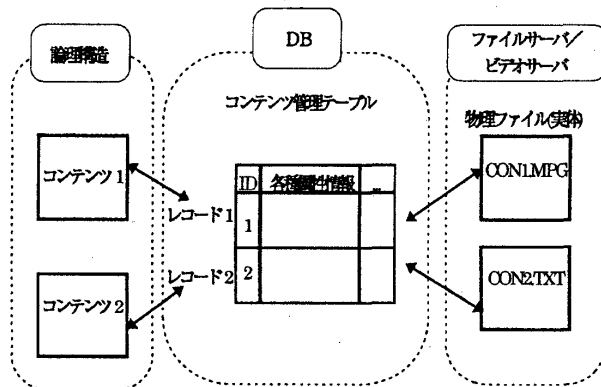 論理構造
DB
ファイルサーバ/
ビデオサーバ
コンテンツ管理テーブル
物理ファイル(実体)
コンテンツ1
コンテンツ2
レコード1
レコード2
ID 各種属性情報 ...
1
2
CON1.MPG
CON2.TXT